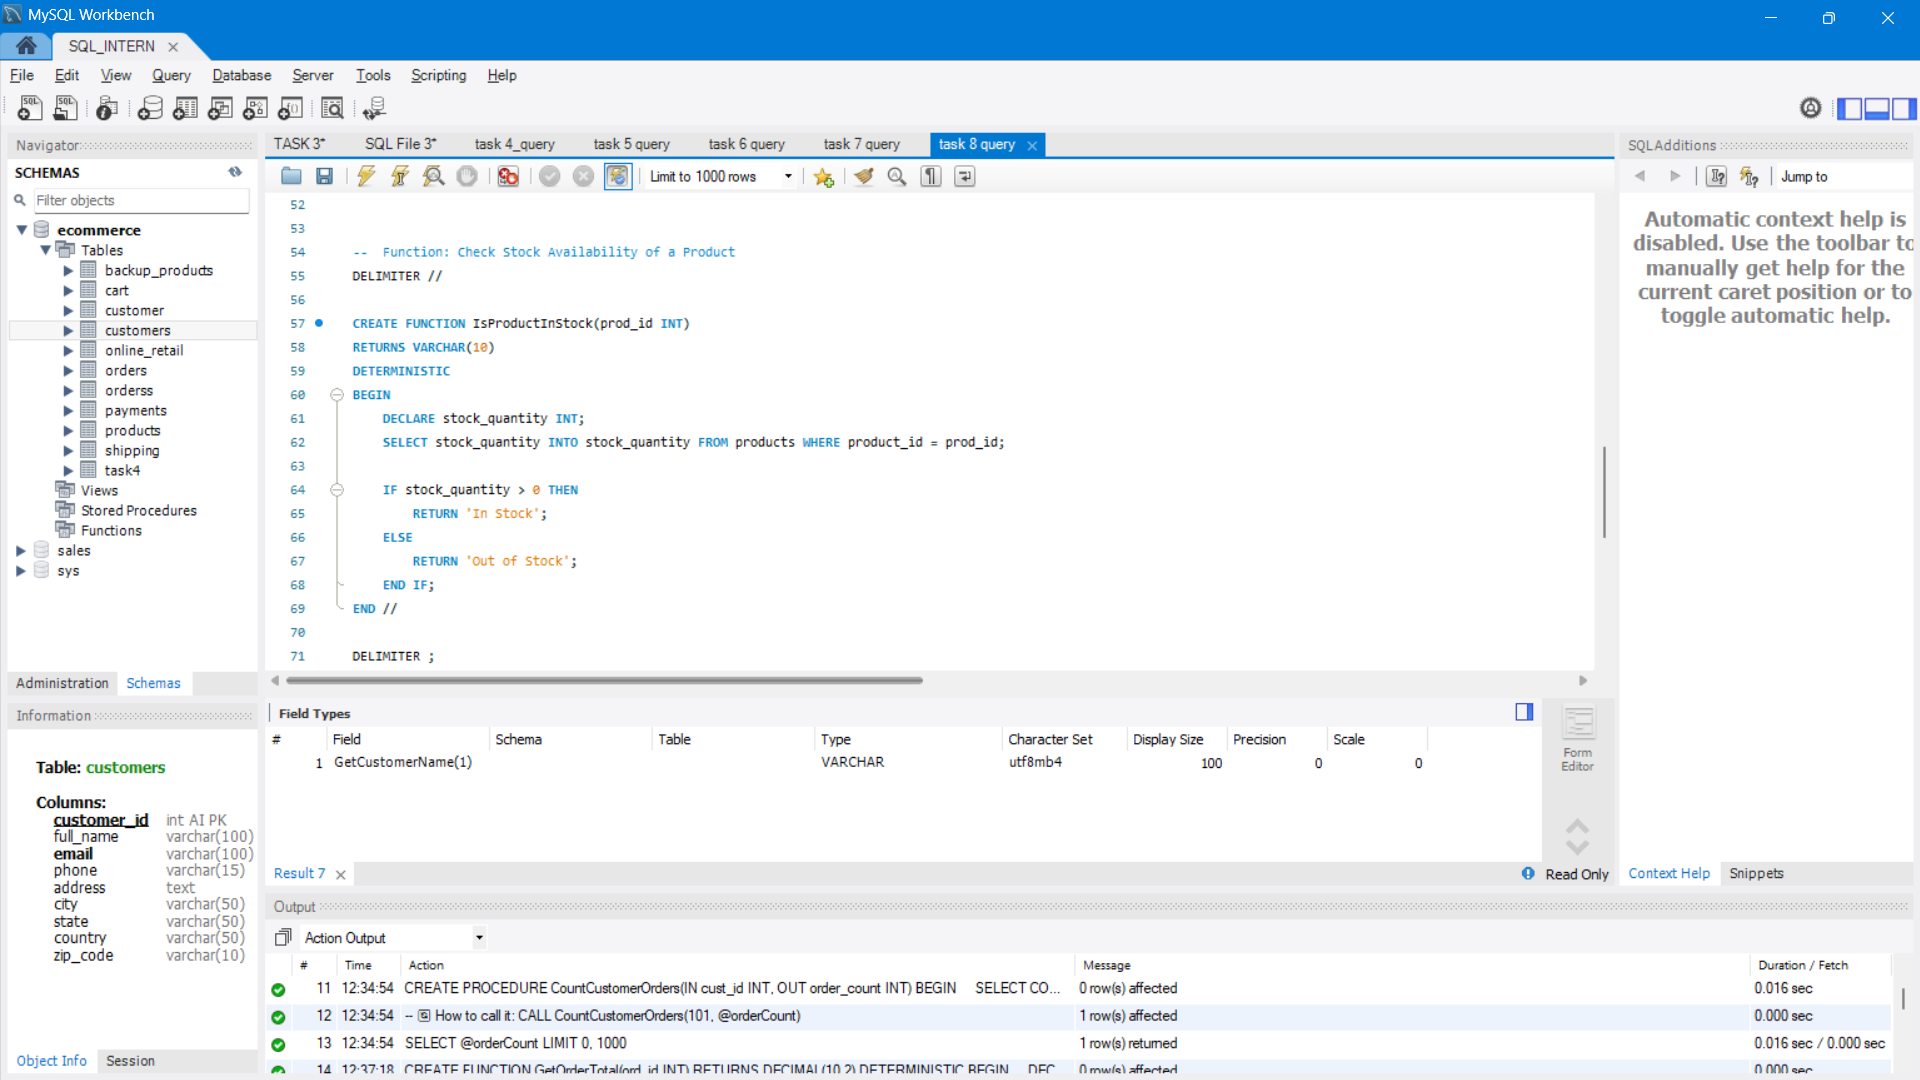 MySQL Workbench
SQL_INTERN
File Edit View Query Database Server Tools Scripting Help
Navigator
SCHEMAS
Filter objects
ecommerce
Tables
backup_products
cart
customer
customers
online_retail
orders
orderss
payments
products
shipping
task4
Views
Stored Procedures
Functions
sales
sys
Administration Schemas
Information
Table: customers
Columns:
customer_id int AI PK
full_name varchar(100)
email varchar(100)
phone varchar(15)
address text
city varchar(50)
state varchar(50)
country varchar(50)
zip_code varchar(10)
Object Info Session
TASK 3* SQL File 3* task 4_query task 5 query task 6 query task 7 query task 8 query
Limit to 1000 rows
52
53
54 -- Function: Check Stock Availability of a Product
55 DELIMITER //
56
57 CREATE FUNCTION IsProductInStock(prod_id INT)
58 RETURNS VARCHAR(10)
59 DETERMINISTIC
60 BEGIN
61 DECLARE stock_quantity INT;
62 SELECT stock_quantity INTO stock_quantity FROM products WHERE product_id = prod_id;
63
64 IF stock_quantity > 0 THEN
65 RETURN 'In Stock';
66 ELSE
67 RETURN 'Out of Stock';
68 END IF;
69 END //
70
71 DELIMITER ;
Field Types
# Field Schema Table Type Character Set Display Size Precision Scale
1 GetCustomerName(1) VARCHAR utf8mb4 100 0 0
Form
Editor
Result 7
Read Only
SQLAdditions
Jump to
Automatic context help is
disabled. Use the toolbar to
manually get help for the
current caret position or to
toggle automatic help.
Context Help Snippets
Output
Action Output
# Time Action Message Duration / Fetch
11 12:34:54 CREATE PROCEDURE CountCustomerOrders(IN cust_id INT, OUT order_count INT) BEGIN SELECT CO... 0 row(s) affected 0.016 sec
12 12:34:54 -- How to call it: CALL CountCustomerOrders(101, @orderCount) 1 row(s) affected 0.000 sec
13 12:34:54 SELECT @orderCount LIMIT 0, 1000 1 row(s) returned 0.016 sec / 0.000 sec
14 12:37:18 CREATE FUNCTION GetOrderTotal(ord_id INT) RETURNS DECIMAL(10,2) DETERMINISTIC BEGIN DEC... 0 row(s) affected 0.000 sec